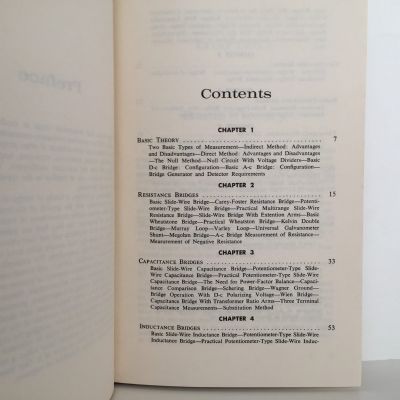 Preface
Contents
CHAPTER 1
BASIC THEORY 7
Two Basic Types of Measurement—Indirect Method: Advantages
and Disadvantages—Direct Method: Advantages and Disadvantages
—The Null Method—Null Circuit With Voltage Dividers—Basic
D-c Bridge: Configuration—Basic A-c Bridge: Configuration—
Bridge Generator and Detector Requirements
CHAPTER 2
RESISTANCE BRIDGES 15
Basic Slide-Wire Bridge—Carey-Foster Resistance Bridge—Potenti-
ometer-Type Slide-Wire Bridge—Practical Multirange Slide-Wire
Resistance Bridge—Slide-Wire Bridge With Extention Arms—Basic
Wheatstone Bridge—Practical Wheatston Bridge—Kelvin Double
Bridge—Murray Loop—Varley Loop—Universal Galvanometer
Shunt—Megohm Bridge—A-c Bridge Measurement of Resistance—
Measurement of Negative Resistance
CHAPTER 3
CAPACITANCE BRIDGES 33
Basic Slide-Wire Capacitance Bridge—Potentiometer-Type Slide-
Wire Capacitance Bridge—Practical Potentiometer-Type Slide-Wire
Capacitance Bridge—The Need for Power-Factor Balance—Capaci-
tance Comparison Bridge—Schering Bridge—Wagner Ground—
Bridge Operation With D-c Polarizing Voltage—Wien Bridge—
Capacitance Bridge With Transformer Ratio Arms—Three Terminal
Capacitance Measurements—Substitution Method
CHAPTER 4
INDUCTANCE BRIDGES 53
Basic Slide-Wire Inductance Bridge—Potentiometer-Type Slide-Wire
Inductance Bridge—Practical Potentiometer-Type Slide-Wire Induc-